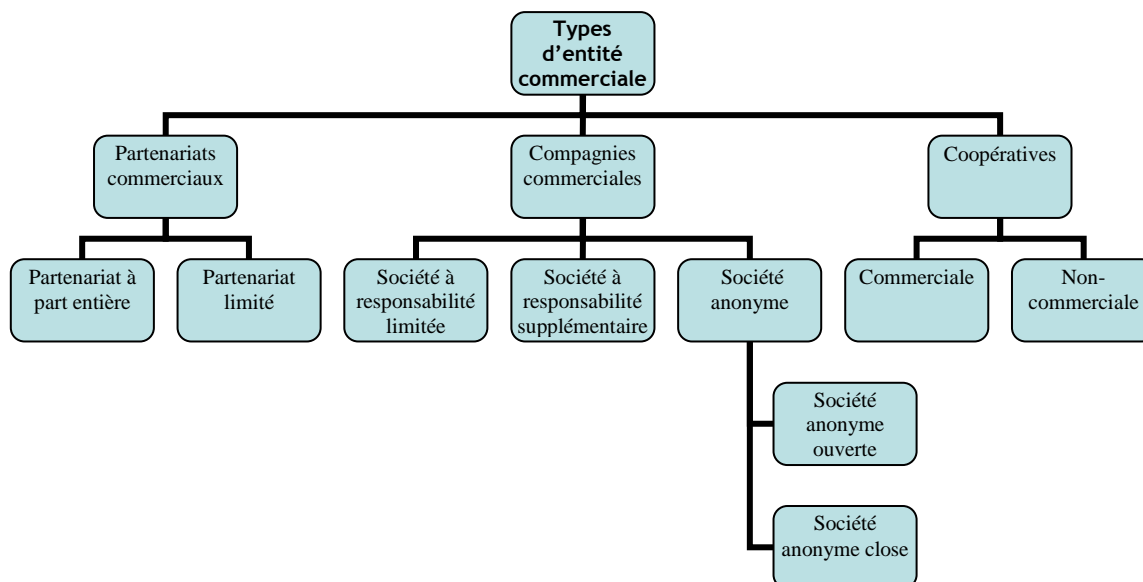 Types
d'entité
commerciale
Partenariats
commerciaux
Compagnies
commerciales
Coopératives
Partenariat à
part entière
Partenariat
limité
Société à
responsabilité
limitée
Société à
responsabilité
supplémentaire
Société
anonyme
Commerciale
Non-
commerciale
Société
anonyme
ouverte
Société
anonyme close